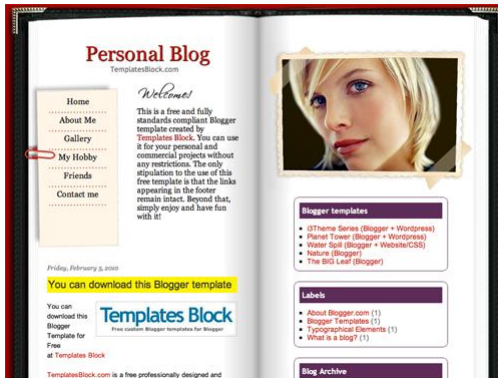 Personal Blog
TemplatesBlock.com
Home
About Me
Gallery
My Hobby
Friends
Contact me
Welcome!
This is a free and fully
standards compliant Blogger
template created by
Templates Block. You can use
it for your personal and
commercial projects without
any restrictions. The only
stipulation to the use of this
free template is that the links
appearing in the footer
remain intact. Beyond that,
simply enjoy and have fun
with it!
Friday, February 5, 2010
You can download this Blogger template
You can
download this
Blogger
Template for
Free
at Templates Block
Templates Block
Free custom Blogger templates for Blogger
TemplatesBlock.com is a free professionally designed and
Blogger templates
i3Theme Series (Blogger + Wordpress)
Planet Tower (Blogger + Wordpress)
Water Spill (Blogger + Website/CSS)
Nature (Blogger)
The BIG Leaf (Blogger)
Labels
About Blogger.com (1)
Blogger Templates (1)
Typographical Elements (1)
What is a blog? (1)
Blog Archive